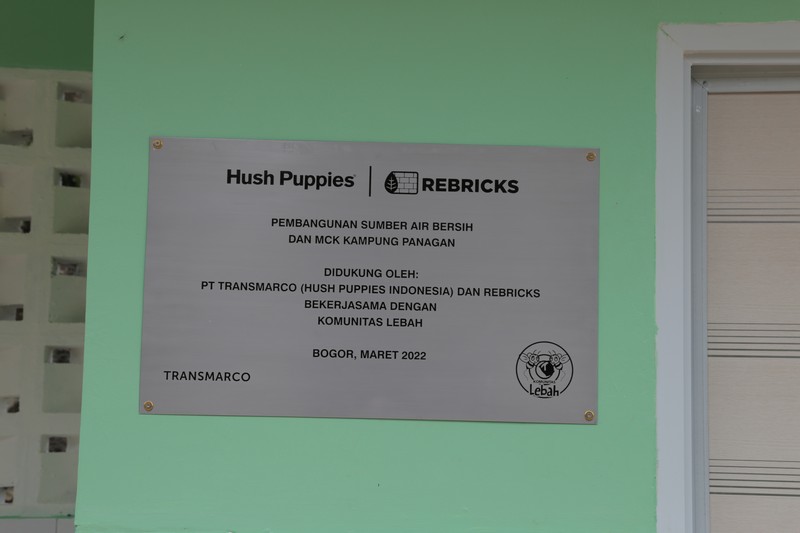 Hush Puppies | REBRICKS
PEMBANGUNAN SUMBER AIR BERSIH
DAN MCK KAMPUNG PANAGAN
DIDUKUNG OLEH:
PT TRANSMARCO (HUSH PUPPIES INDONESIA) DAN REBRICKS
BEKERJASAMA DENGAN
KOMUNITAS LEBAH
BOGOR, MARET 2022
TRANSMARCO
KOMUNITAS
Lebah